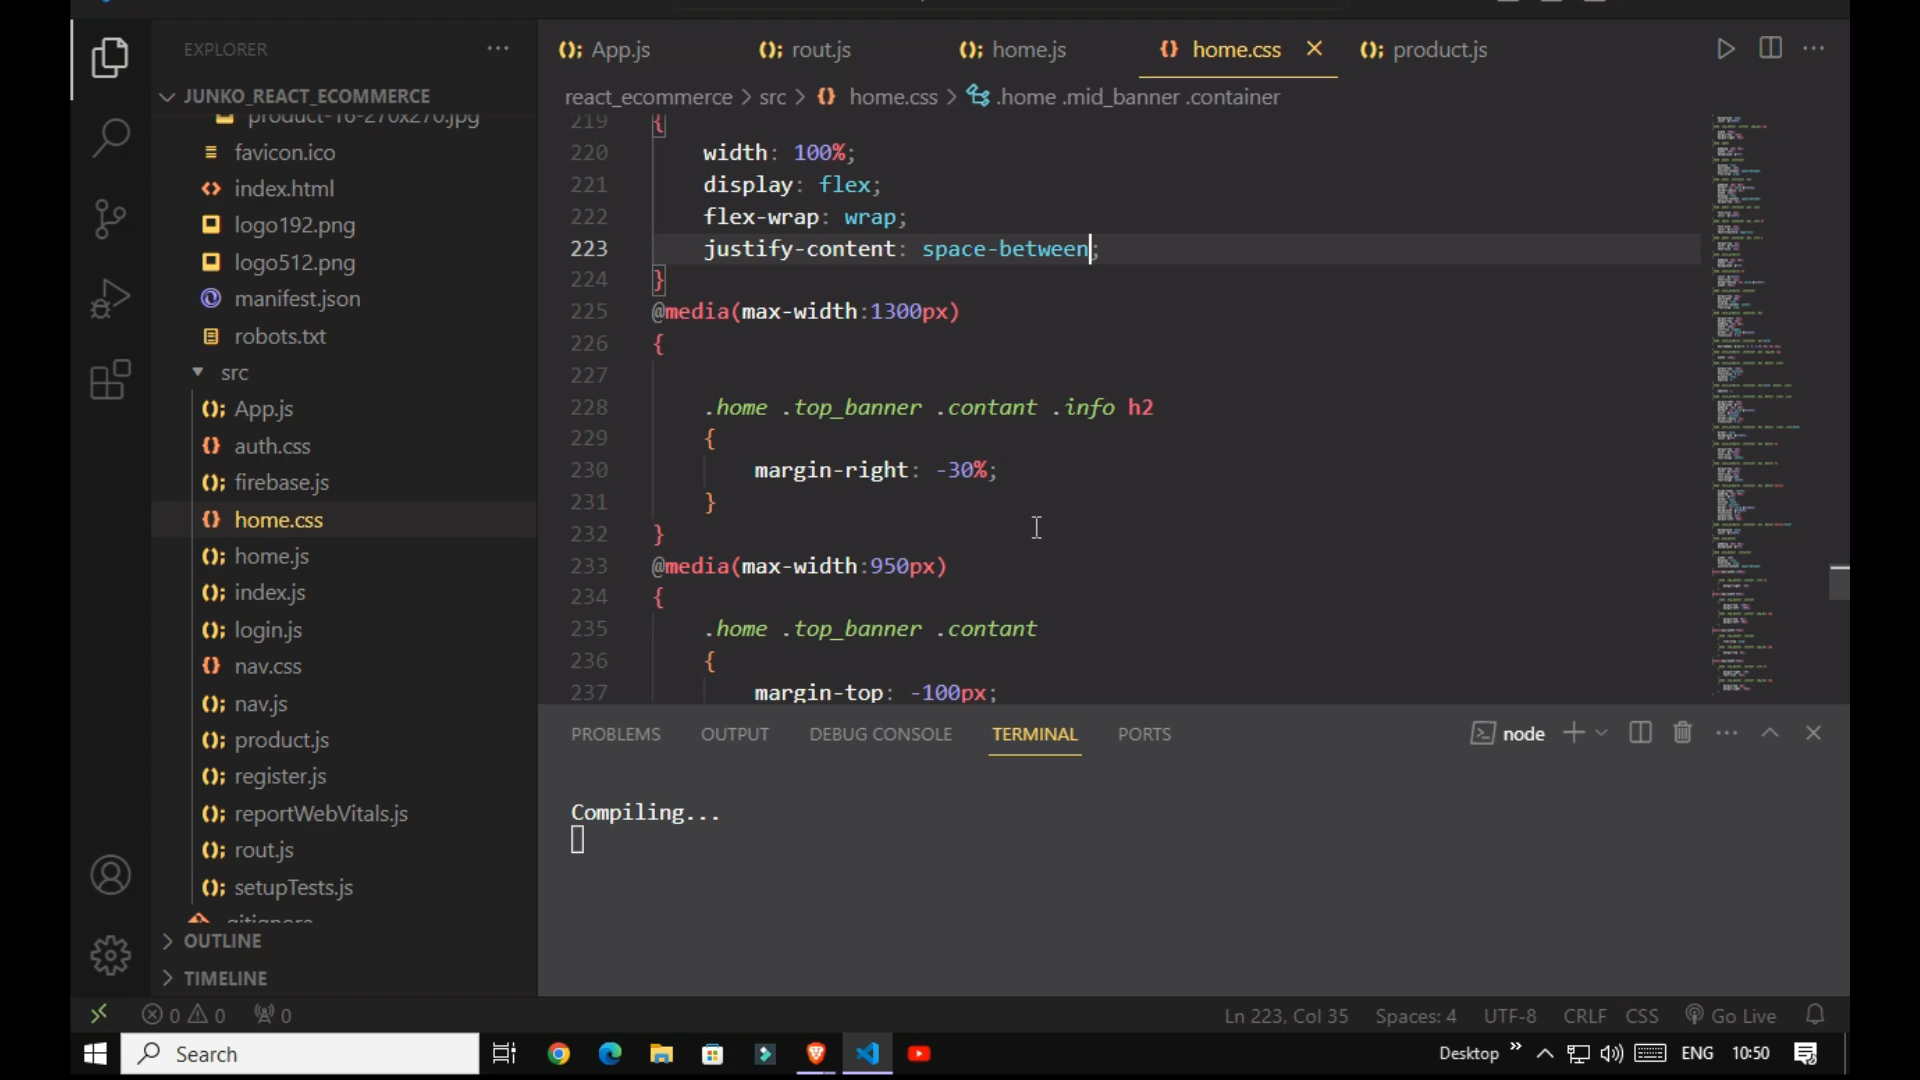 EXPLORER
JUNKO_REACT_ECOMMERCE
product-16-270x270.jpg
favicon.ico
index.html
logo192.png
logo512.png
manifest.json
robots.txt
src
App.js
auth.css
firebase.js
home.css
home.js
index.js
login.js
nav.css
nav.js
product.js
register.js
reportWebVitals.js
rout.js
setupTests.js
.gitignore
OUTLINE
TIMELINE
App.js rout.js home.js home.css product.js
react_ecommerce > src > home.css > .home .mid_banner .container
219 {
220 width: 100%;
221 display: flex;
222 flex-wrap: wrap;
223 justify-content: space-between;
224 }
225 @media(max-width:1300px)
226 {
227
228 .home .top_banner .contant .info h2
229 {
230 margin-right: -30%;
231 }
232 }
233 @media(max-width:950px)
234 {
235 .home .top_banner .contant
236 {
237 margin-top: -100px;
PROBLEMS OUTPUT DEBUG CONSOLE TERMINAL PORTS node
Compiling...
0 0 0 Ln 223, Col 35 Spaces: 4 UTF-8 CRLF CSS Go Live
Search Desktop ENG 10:50